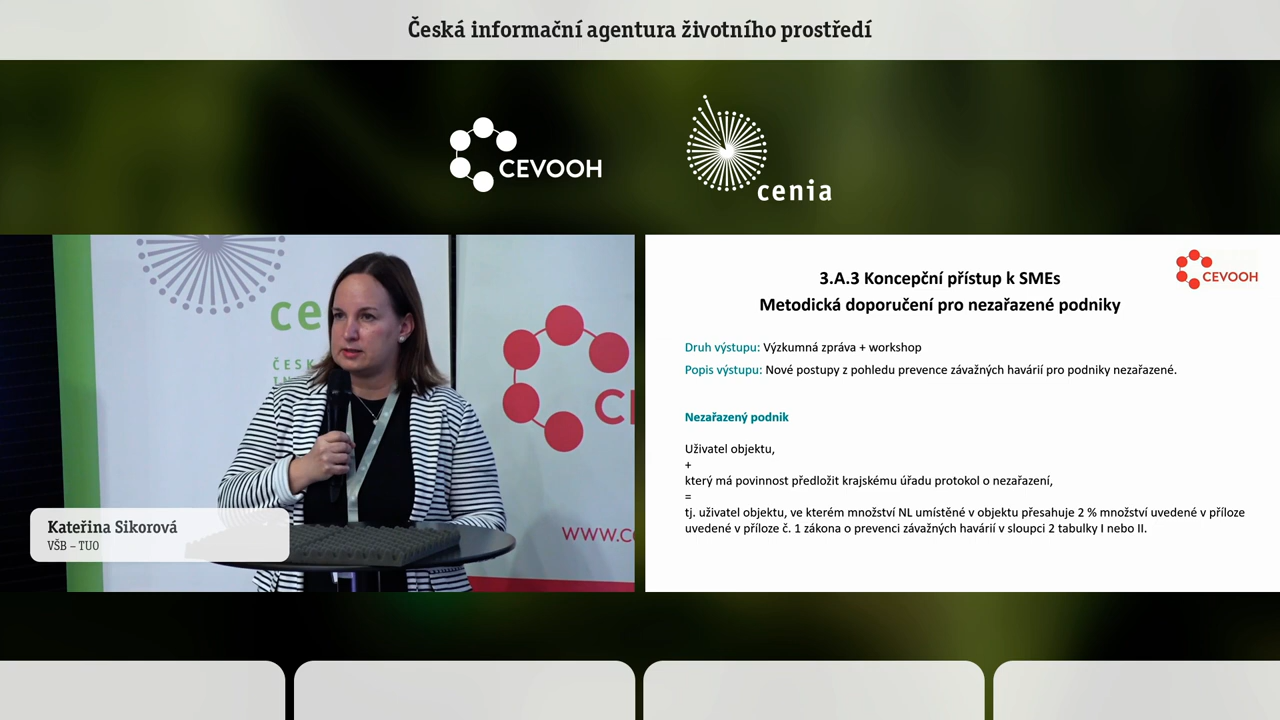 Česká informační agentura životního prostředí
CEVOOH
cenia
ce
ČESK
CE
www.c
Kateřina Sikorová
VŠB – TUO
CEVOOH
3.A.3 Koncepční přístup k SMEs
Metodická doporučení pro nezařazené podniky
Druh výstupu: Výzkumná zpráva + workshop
Popis výstupu: Nové postupy z pohledu prevence závažných havárií pro podniky nezařazené.
Nezařazený podnik
Uživatel objektu,
+
který má povinnost předložit krajskému úřadu protokol o nezařazení,
=
tj. uživatel objektu, ve kterém množství NL umístěné v objektu přesahuje 2 % množství uvedené v příloze
uvedené v příloze č. 1 zákona o prevenci závažných havárií v sloupci 2 tabulky I nebo II.